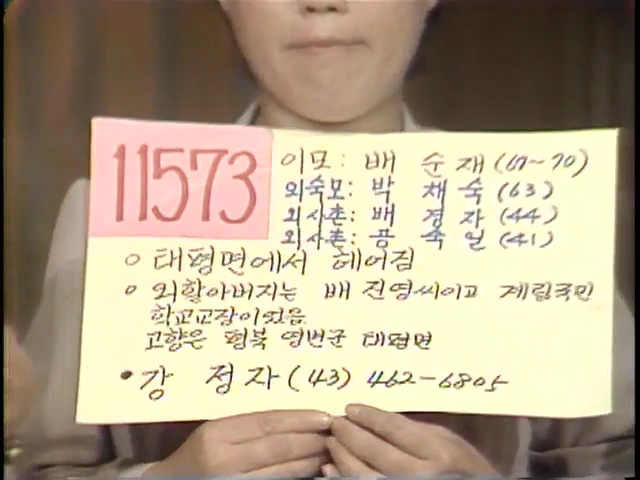 11573
이모: 배 순재 (67~70)
외숙모: 박 채숙 (63)
외사촌: 배 경자 (44)
외사촌: 공 숙일 (41)
○ 태평면에서 헤어짐
○ 외할아버지는 배진영씨이고 계림국민
학교교장이었음
고향은 평북 영변군 태평면
• 강 정자 (43) 462-6805